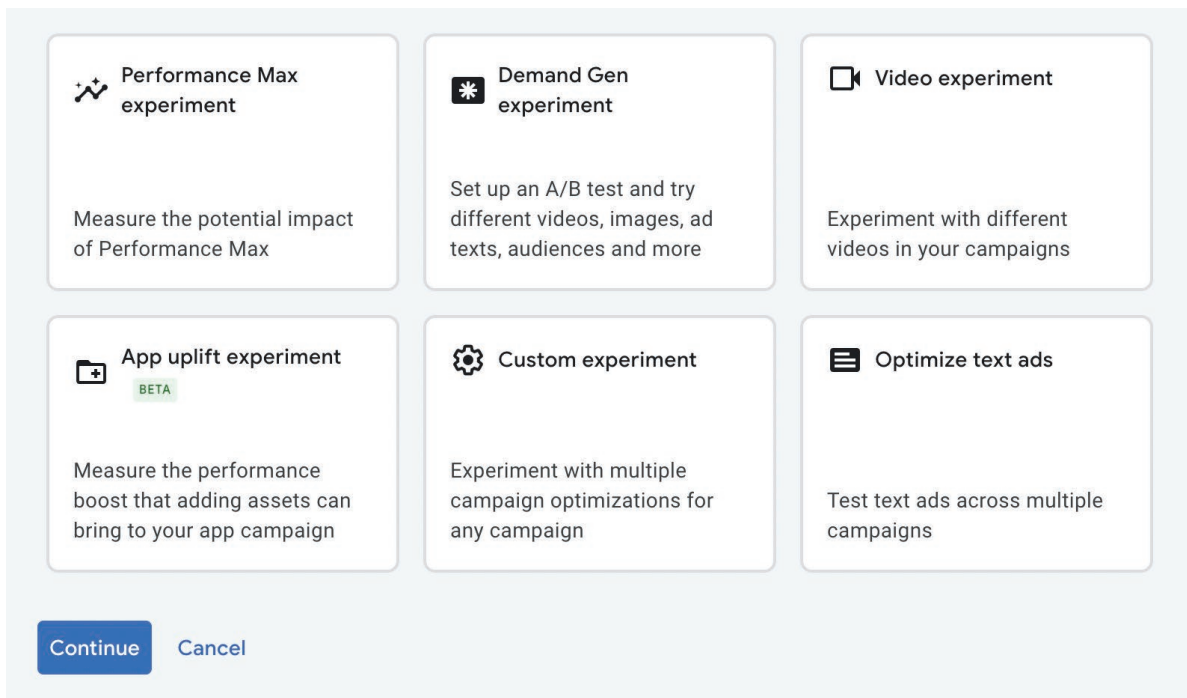 Performance Max
experiment
Measure the potential impact
of Performance Max
Demand Gen
experiment
Set up an A/B test and try
different videos, images, ad
texts, audiences and more
Video experiment
Experiment with different
videos in your campaigns
App uplift experiment
BETA
Measure the performance
boost that adding assets can
bring to your app campaign
Custom experiment
Experiment with multiple
campaign optimizations for
any campaign
Optimize text ads
Test text ads across multiple
campaigns
Continue
Cancel